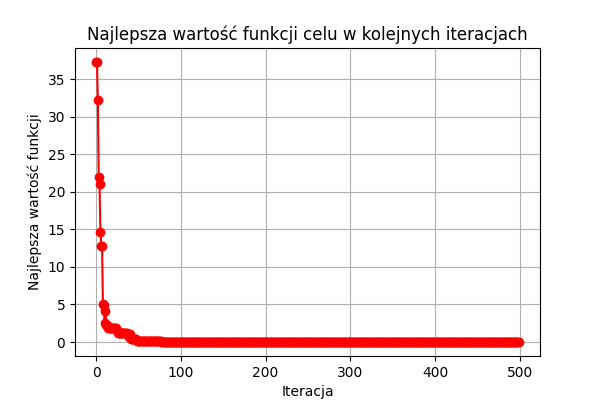 Najlepsza wartość funkcji celu w kolejnych iteracjach
Najlepsza wartość funkcji
35
30
25
20
15
10
5
0
0 100 200 300 400 500
Iteracja